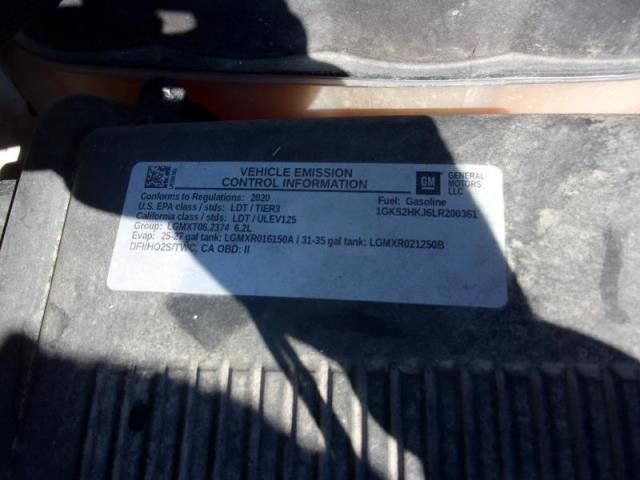 VEHICLE EMISSION
CONTROL INFORMATION
GM
GENERAL
MOTORS
LLC
Conforms to Regulations: 2020
Fuel: Gasoline
U.S. EPA class / stds: LDT / TIER3
1GKS2HKJ6LR200361
California class / stds: LDT / ULEV125
Group: LGMXT06.2374 6.2L
Evap: 25-27 gal tank: LGMXR016150A / 31-35 gal tank: LGMXR021250B
DFI/HO2S/TWC, CA OBD: II